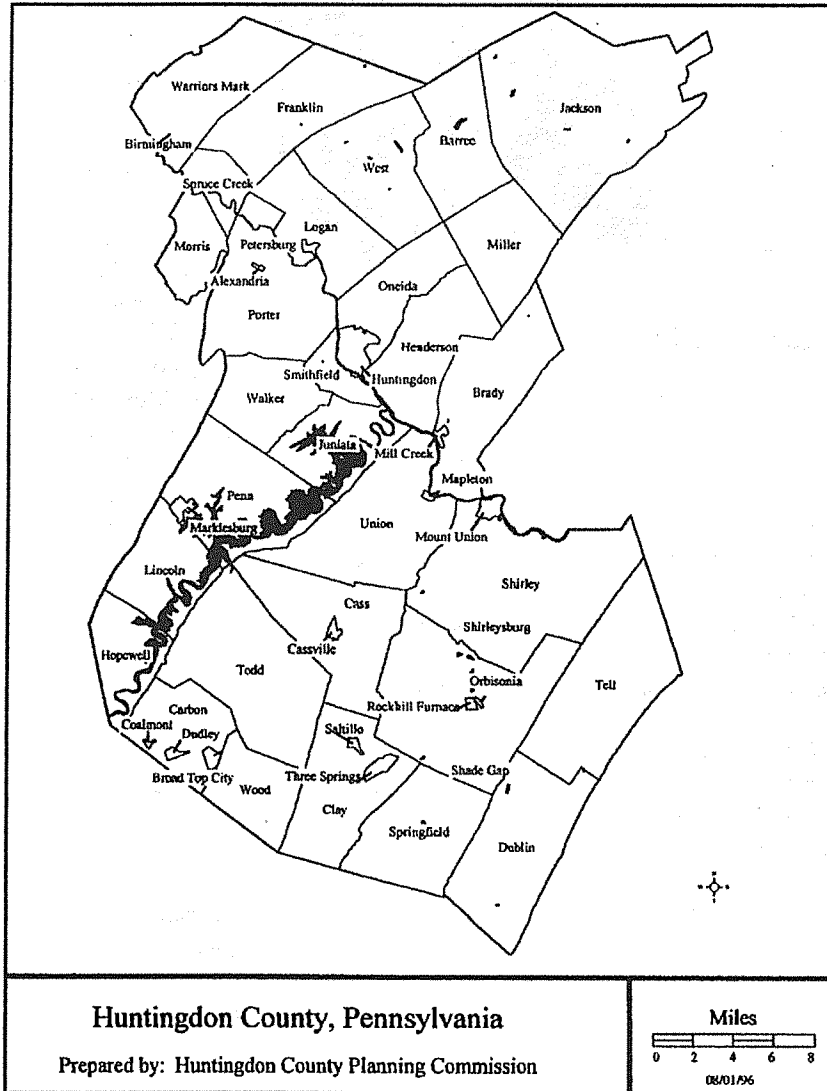 Warriors Mark
Franklin
Jackson
Barree
Birmingham
West
Spruce Creek
Logan
Morris
Petersburg
Miller
Alexandria
Oneida
Porter
Henderson
Smithfield
Huntingdon
Walker
Brady
Juniata
Mill Creek
Mapleton
Pena
Marklesburg
Union
Mount Union
Lincoln
Shirley
Cass
Shirleysburg
Cassville
Hopewell
Todd
Orbisonia
Tell
Rockhill Furnace
Carbon
Coalmont
Saltillo
Dudley
Shade Gap
Broad Top City
Three Springs
Wood
Clay
Springfield
Dublin
Huntingdon County, Pennsylvania
Prepared by: Huntingdon County Planning Commission
Miles
0 2 4 6 8
08/01/96